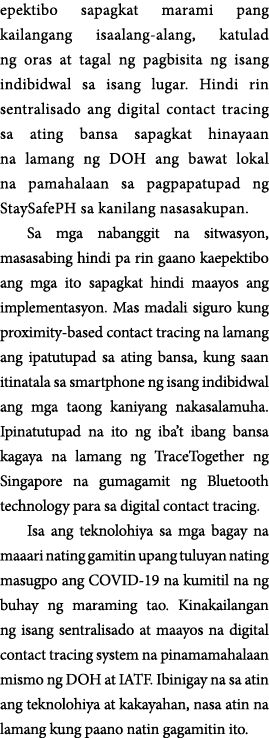 epektibo sapagkat marami pang
kailangang isaalang-alang, katulad
ng oras at tagal ng pagbisita ng isang
indibidwal sa isang lugar. Hindi rin
sentralisado ang digital contact tracing
sa ating bansa sapagkat hinayaan
na lamang ng DOH ang bawat lokal
na pamahalaan sa pagpapatupad ng
StaySafePH sa kanilang nasasakupan.
Sa mga nabanggit na sitwasyon,
masasabing hindi pa rin gaano kaepektibo
ang mga ito sapagkat hindi maayos ang
implementasyon. Mas madali siguro kung
proximity-based contact tracing na lamang
ang ipatutupad sa ating bansa, kung saan
itinatala sa smartphone ng isang indibidwal
ang mga taong kaniyang nakasalamuha.
Ipinatutupad na ito ng iba’t ibang bansa
kagaya na lamang ng TraceTogether ng
Singapore na gumagamit ng Bluetooth
technology para sa digital contact tracing.
Isa ang teknolohiya sa mga bagay na
maaari nating gamitin upang tuluyan nating
masugpo ang COVID-19 na kumitil na ng
buhay ng maraming tao. Kinakailangan
ng isang sentralisado at maayos na digital
contact tracing system na pinamamahalaan
mismo ng DOH at IATF. Ibinigay na sa atin
ang teknolohiya at kakayahan, nasa atin na
lamang kung paano natin gagamitin ito.